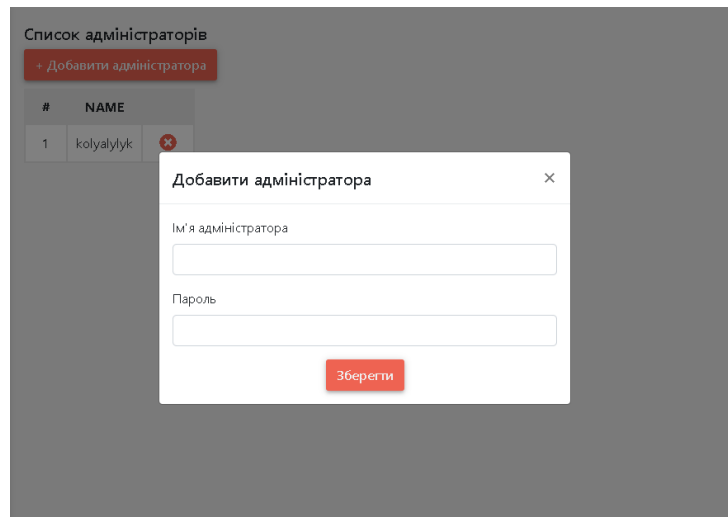 Список адміністраторів
+ Добавити адміністратора
# NAME
1 kolyalylyk
Добавити адміністратора ×
Ім'я адміністратора
Пароль
Зберегти